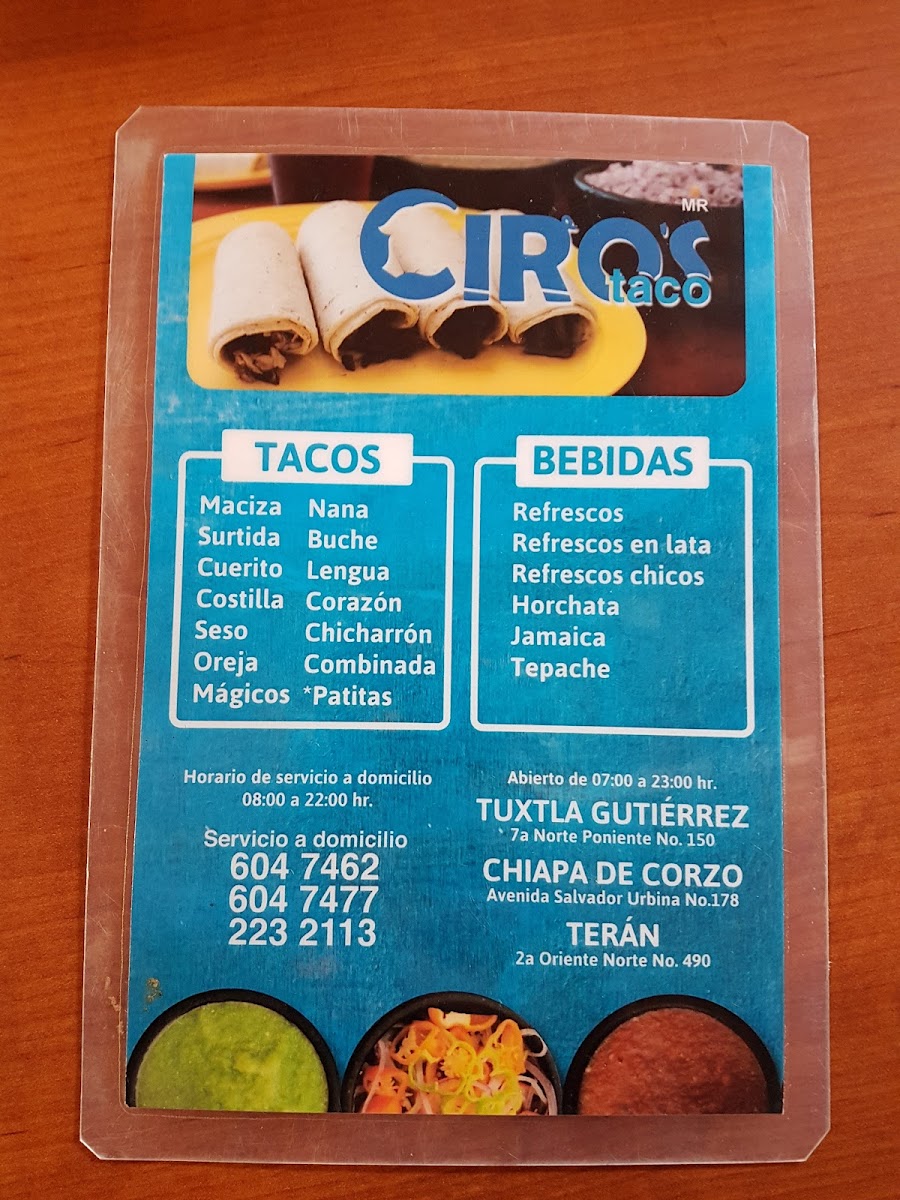 MR
CIRO'S
taco
TACOS
Maciza
Surtida
Cuerito
Costilla
Seso
Oreja
Mágicos
Nana
Buche
Lengua
Corazón
Chicharrón
Combinada
*Patitas
BEBIDAS
Refrescos
Refrescos en lata
Refrescos chicos
Horchata
Jamaica
Tepache
Horario de servicio a domicilio
08:00 a 22:00 hr.
Servicio a domicilio
604 7462
604 7477
223 2113
Abierto de 07:00 a 23:00 hr.
TUXTLA GUTIÉRREZ
7a Norte Poniente No. 150
CHIAPA DE CORZO
Avenida Salvador Urbina No.178
TERÁN
2a Oriente Norte No. 490